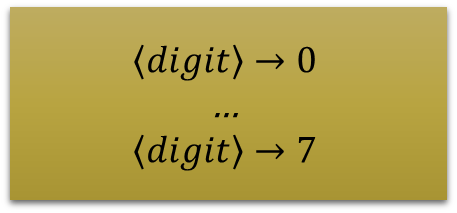 ⟨digit⟩ → 0
...
⟨digit⟩ → 7